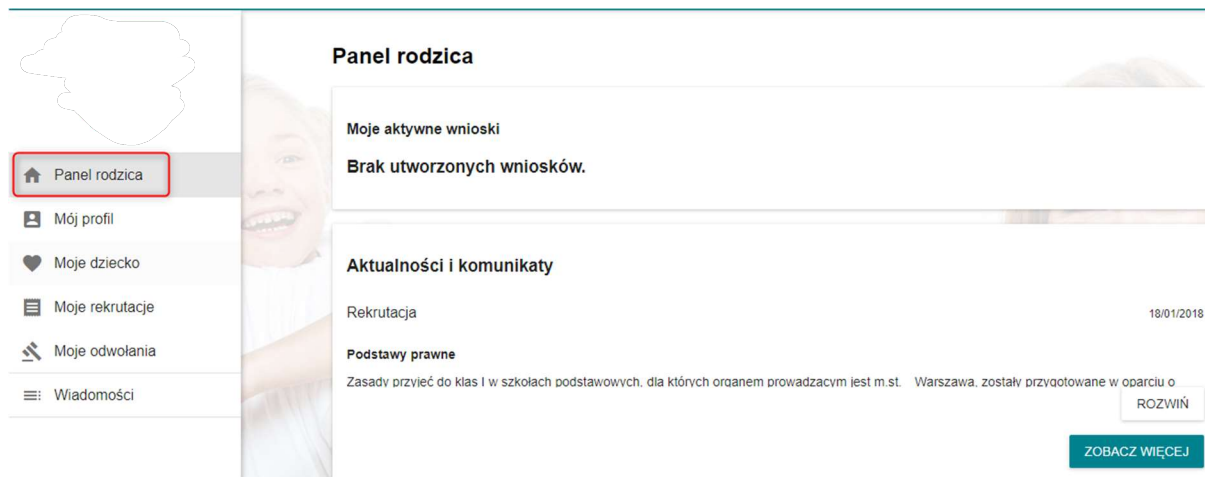 Panel rodzica
Mój profil
Moje dziecko
Moje rekrutacje
Moje odwołania
Wiadomości
Panel rodzica
Moje aktywne wnioski
Brak utworzonych wniosków.
Aktualności i komunikaty
Rekrutacja 18/01/2018
Podstawy prawne
Zasady przyjęć do klas I w szkołach podstawowych, dla których organem prowadzącym jest m.st. Warszawa, zostały przygotowane w oparciu o
ROZWIŃ
ZOBACZ WIĘCEJ